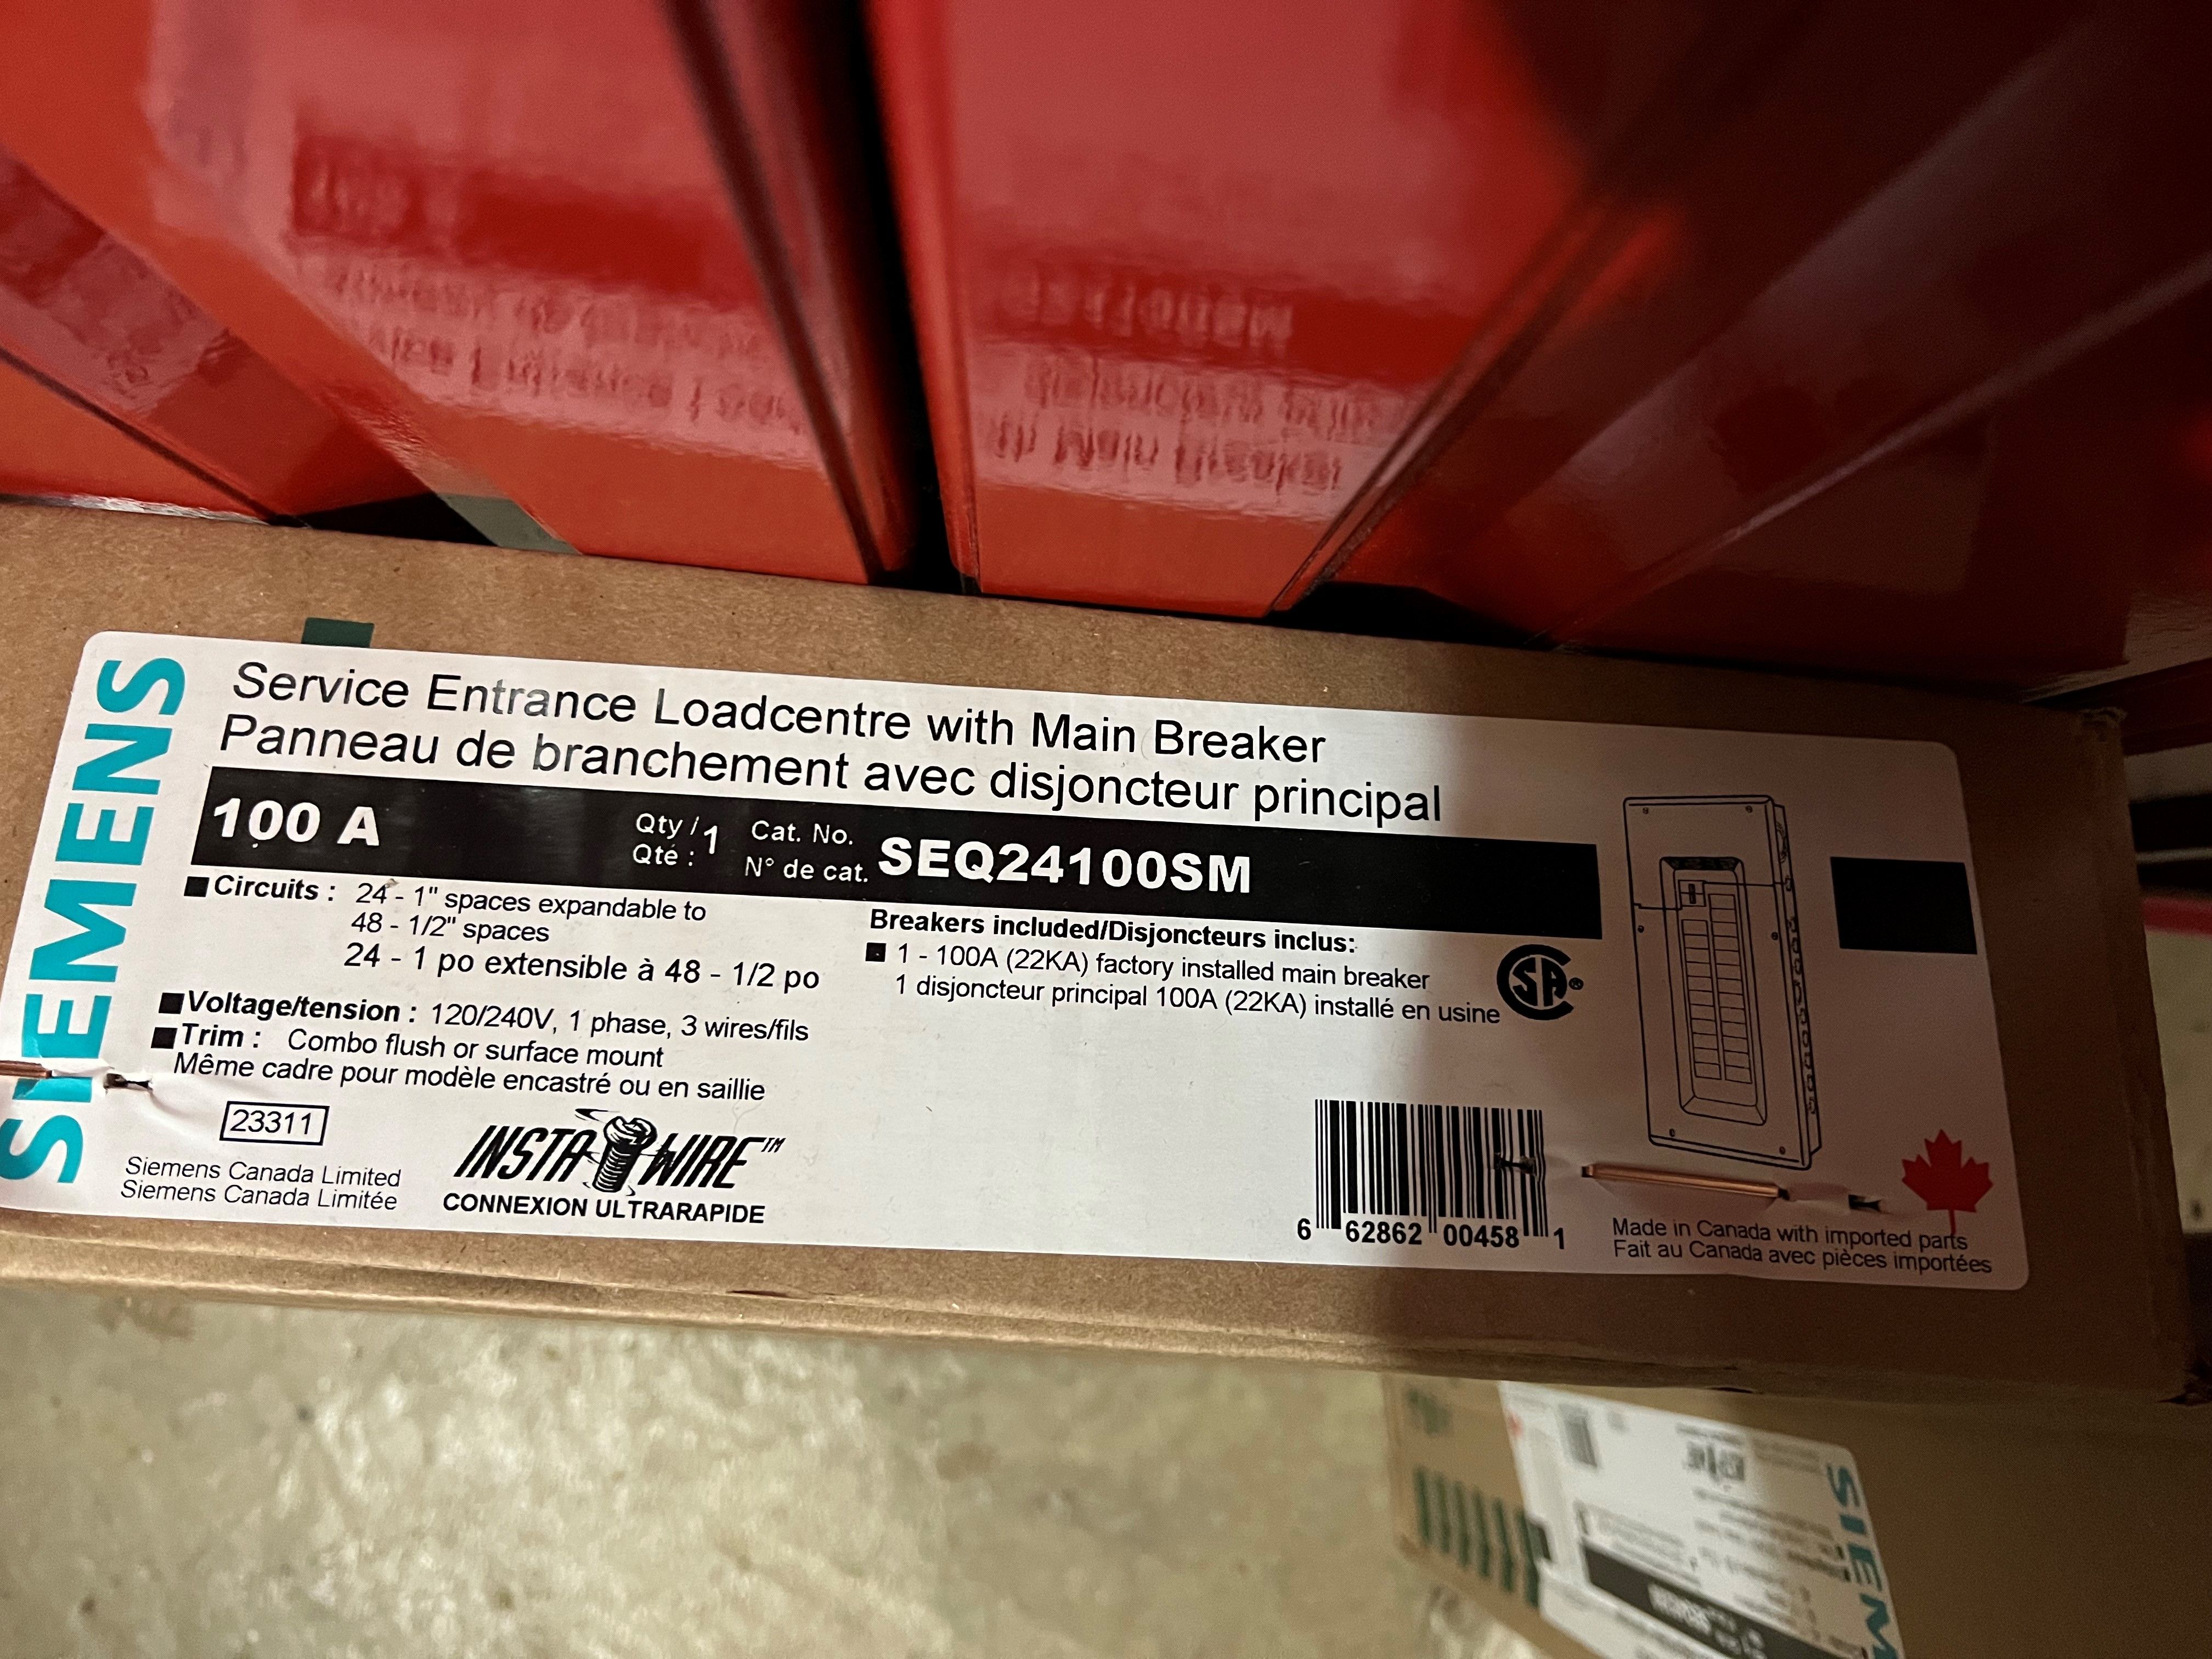 SIEMENS
Service Entrance Loadcentre with Main Breaker
Panneau de branchement avec disjoncteur principal
100 A
Qty / Qté : 1
Cat. No.
N° de cat.
SEQ24100SM
Circuits : 24 - 1" spaces expandable to
48 - 1/2" spaces
24 - 1 po extensible à 48 - 1/2 po
Voltage/tension : 120/240V, 1 phase, 3 wires/fils
Trim : Combo flush or surface mount
Même cadre pour modèle encastré ou en saillie
Breakers included/Disjoncteurs inclus:
1 - 100A (22KA) factory installed main breaker
1 disjoncteur principal 100A (22KA) installé en usine
SA®
23311
Siemens Canada Limited
Siemens Canada Limitée
INSTA WIRE™
CONNEXION ULTRARAPIDE
6 62862 00458 1
Made in Canada with imported parts
Fait au Canada avec pièces importées
SIEM